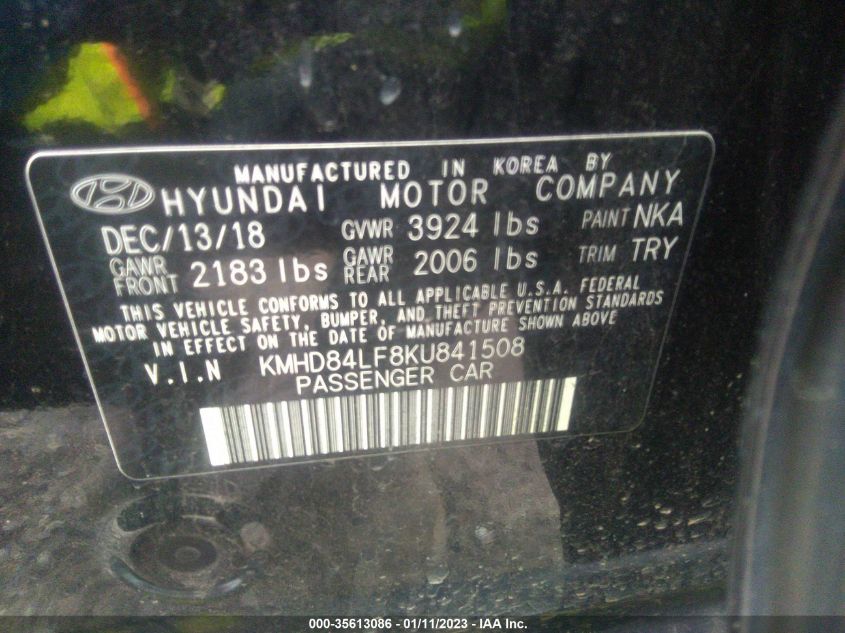 MANUFACTURED IN KOREA BY
HYUNDAI MOTOR COMPANY
DEC/13/18 GVWR 3924 lbs PAINT NKA
GAWR FRONT 2183 lbs GAWR REAR 2006 lbs TRIM TRY
THIS VEHICLE CONFORMS TO ALL APPLICABLE U.S.A. FEDERAL
MOTOR VEHICLE SAFETY, BUMPER, AND THEFT PREVENTION STANDARDS
IN EFFECT ON THE DATE OF MANUFACTURE SHOWN ABOVE
V.I.N KMHD84LF8KU841508
PASSENGER CAR
000-35613086 - 01/11/2023 - IAA Inc.